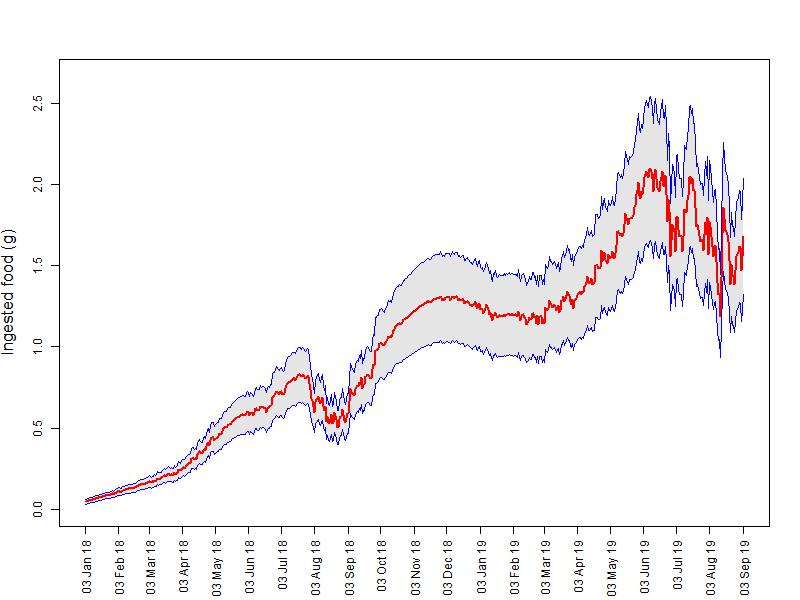 Ingested food (g)
2.5
2.0
1.5
1.0
0.5
0.0
03 Jan 18
03 Feb 18
03 Mar 18
03 Apr 18
03 May 18
03 Jun 18
03 Jul 18
03 Aug 18
03 Sep 18
03 Oct 18
03 Nov 18
03 Dec 18
03 Jan 19
03 Feb 19
03 Mar 19
03 Apr 19
03 May 19
03 Jun 19
03 Jul 19
03 Aug 19
03 Sep 19